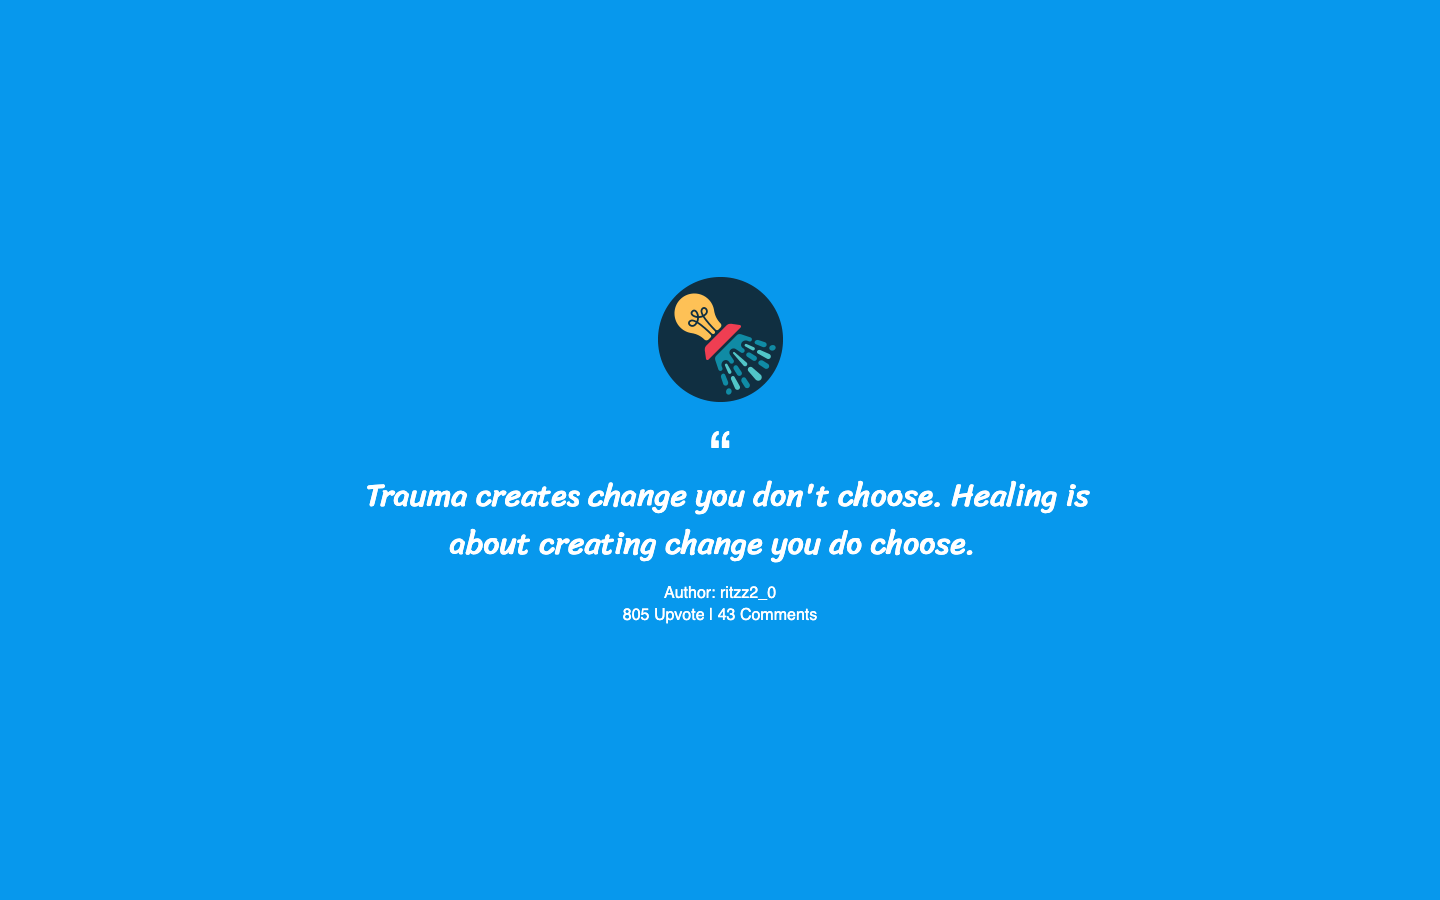 “
Trauma creates change you don't choose. Healing is
about creating change you do choose.
Author: ritzz2_0
805 Upvote | 43 Comments